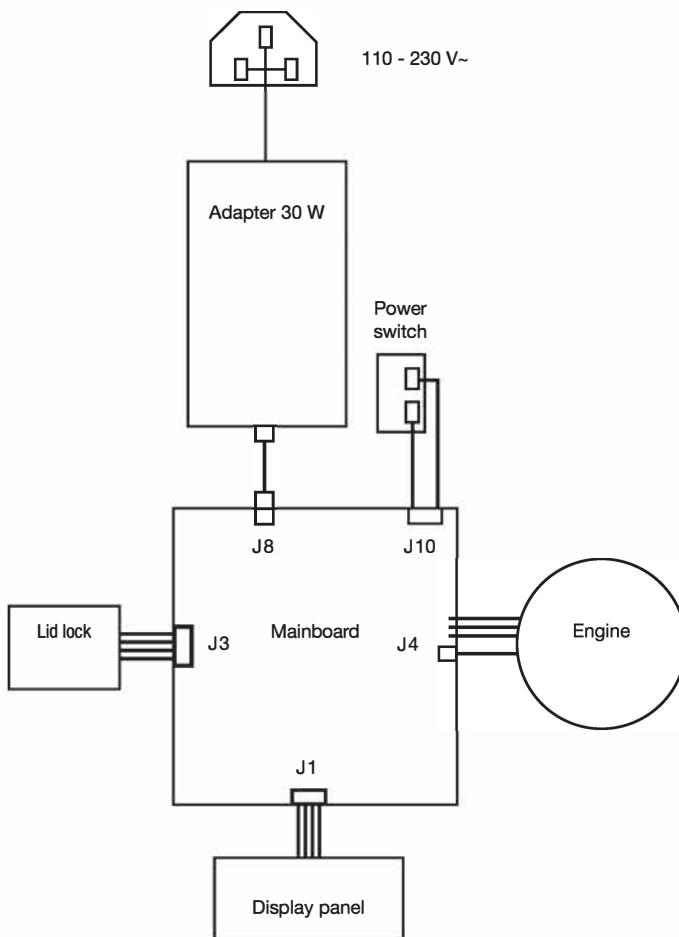 110 - 230 V~
Adapter 30 W
Power
switch
J8
J10
Lid lock
J3
Mainboard
J4
Engine
J1
Display panel